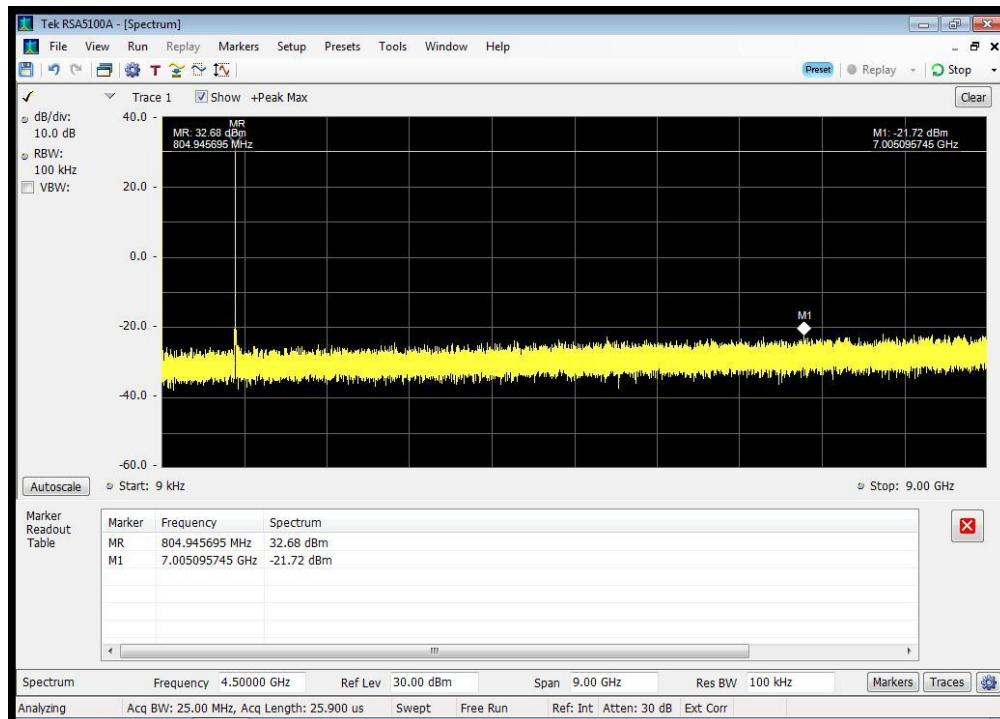 Tek RSA5100A - [Spectrum]
File View Run Replay Markers Setup Presets Tools Window Help
T Preset Replay Stop
Trace 1 Show +Peak Max Clear
dB/div:
10.0 dB
RBW:
100 kHz
VBW:
40.0
20.0
0.0
-20.0
-40.0
-60.0
MR
MR: 32.68 dBm
804.945695 MHz
M1: -21.72 dBm
7.005095745 GHz
M1
Autoscale Start: 9 kHz Stop: 9.00 GHz
Marker
Readout
Table
Marker Frequency Spectrum
MR 804.945695 MHz 32.68 dBm
M1 7.005095745 GHz -21.72 dBm
Spectrum Frequency 4.50000 GHz Ref Lev 30.00 dBm Span 9.00 GHz Res BW 100 kHz Markers Traces
Analyzing Acq BW: 25.00 MHz, Acq Length: 25.900 us Swept Free Run Ref: Int Atten: 30 dB Ext Corr